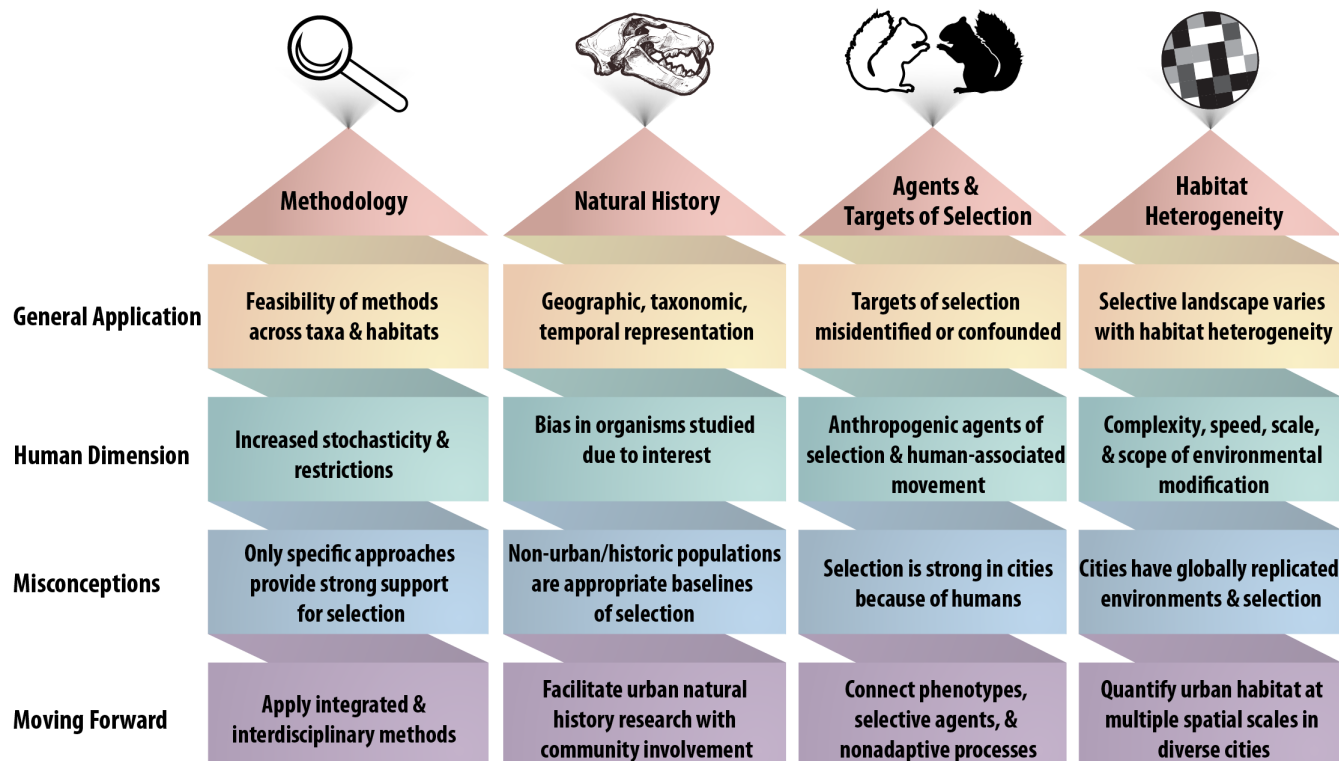 Methodology
Natural History
Agents &
Targets of Selection
Habitat
Heterogeneity
General Application
Feasibility of methods
across taxa & habitats
Geographic, taxonomic,
temporal representation
Targets of selection
misidentified or confounded
Selective landscape varies
with habitat heterogeneity
Human Dimension
Increased stochasticity &
restrictions
Bias in organisms studied
due to interest
Anthropogenic agents of
selection & human-associated
movement
Complexity, speed, scale,
& scope of environmental
modification
Misconceptions
Only specific approaches
provide strong support
for selection
Non-urban/historic populations
are appropriate baselines
of selection
Selection is strong in cities
because of humans
Cities have globally replicated
environments & selection
Moving Forward
Apply integrated &
interdisciplinary methods
Facilitate urban natural
history research with
community involvement
Connect phenotypes,
selective agents, &
nonadaptive processes
Quantify urban habitat at
multiple spatial scales in
diverse cities